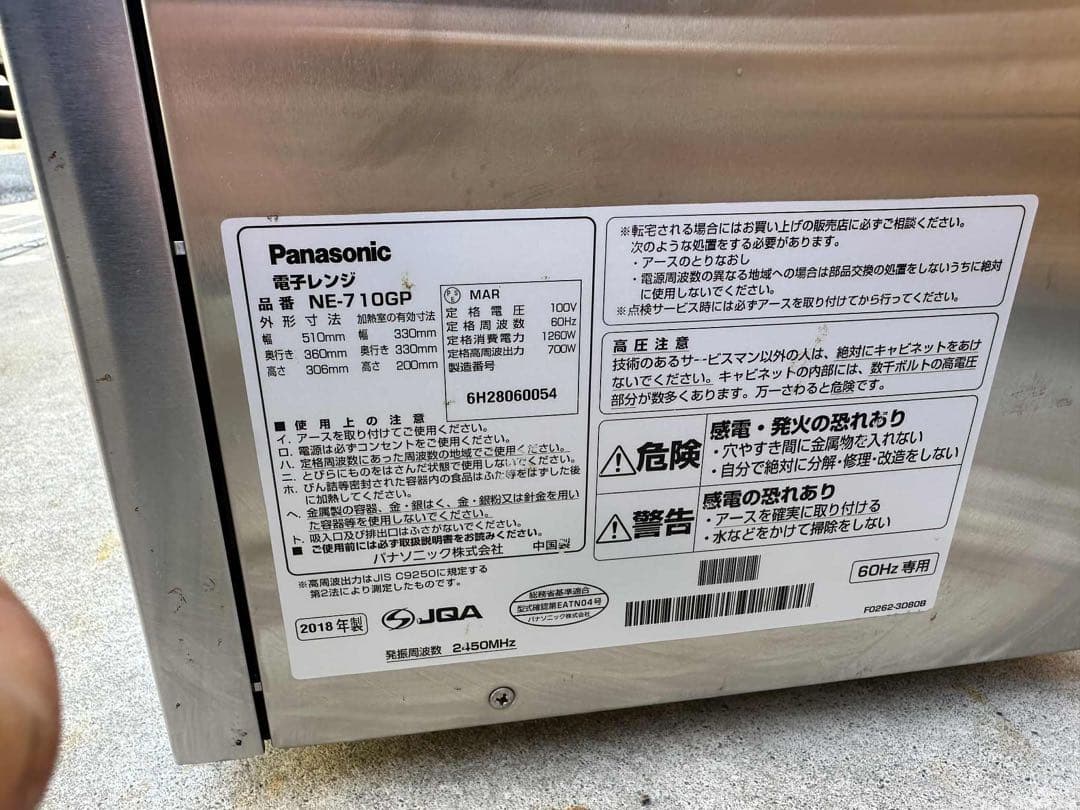 Panasonic
電子レンジ
品番 NE-710GP
外形寸法 加熱室の有効寸法
幅 510mm 幅 330mm
奥行き 360mm 奥行き 330mm
高さ 306mm 高さ 200mm
MAR
定格電圧 100V
定格周波数 60Hz
定格消費電力 1260W
定格高周波出力 700W
製造番号
6H28060054
■使用上の注意
イ. アースを取り付けてご使用ください。
ロ. 電源は必ずコンセントをご使用ください。
ハ. 定格周波数にあった周波数の地域でご使用ください。
ニ. とびらにものをはさんだ状態で使用しないでください。
ホ. びん詰等密封された容器内の食品はふた等をはずした後
に加熱してください。
ヘ. 金属製の容器、金・銀はく、金・銀粉又は針金を用い
た容器等を使用しないでください。
ト. 吸入口及び排出口はふさがないでください。
■ご使用前には必ず取扱説明書をお読みください。
パナソニック株式会社 中国製
※高周波出力はJIS C9250に規定する
第2法により測定したものです。
2018年製
JQA
総務省基準適合
型式確認第EATN04号
パナソニック株式会社
発振周波数 2450MHz
※転宅される場合にはお買い上げの販売店に必ずご相談ください。
次のような処置をする必要があります。
・アースのとりなおし
・電源周波数の異なる地域への場合は部品交換の処置をしないうちに絶対
に使用しないでください。
※点検サービス時には必ずアースを取り付けてから行ってください。
高圧注意
技術のあるサービスマン以外の人は、絶対にキャビネットをあけ
ないでください。キャビネットの内部には、数千ボルトの高電圧
部分が数多くあります。万一さわると危険です。
危険
感電・発火の恐れあり
・穴やすき間に金属物を入れない
・自分で絶対に分解・修理・改造をしない
警告
感電の恐れあり
・アースを確実に取り付ける
・水などをかけて掃除をしない
60Hz専用
F0262-3D80B